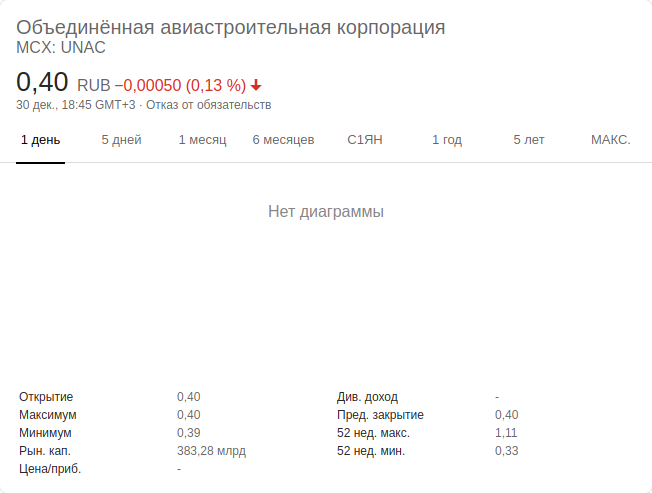 Объединённая авиастроительная корпорация
MCX: UNAC
0,40 RUB −0,00050 (0,13 %)
30 дек., 18:45 GMT+3 · Отказ от обязательств
1 день 5 дней 1 месяц 6 месяцев С1ЯН 1 год 5 лет МАКС.
Нет диаграммы
Открытие 0,40 Див. доход -
Максимум 0,40 Пред. закрытие 0,40
Минимум 0,39 52 нед. макс. 1,11
Рын. кап. 383,28 млрд 52 нед. мин. 0,33
Цена/приб. -